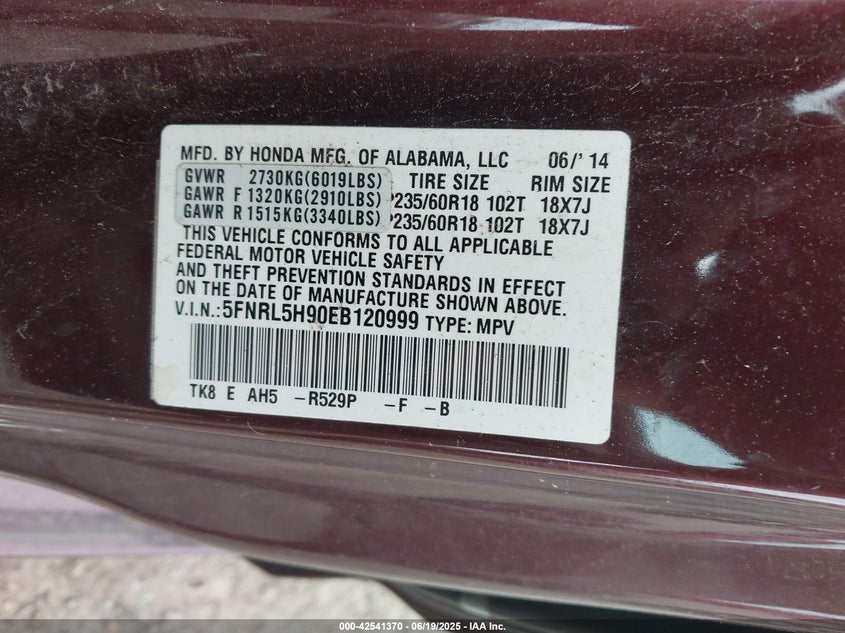 MFD. BY HONDA MFG. OF ALABAMA, LLC 06/'14
GVWR 2730KG(6019LBS) TIRE SIZE RIM SIZE
GAWR F 1320KG(2910LBS) P235/60R18 102T 18X7J
GAWR R 1515KG(3340LBS) P235/60R18 102T 18X7J
THIS VEHICLE CONFORMS TO ALL APPLICABLE
FEDERAL MOTOR VEHICLE SAFETY
AND THEFT PREVENTION STANDARDS IN EFFECT
ON THE DATE OF MANUFACTURE SHOWN ABOVE.
V.I.N.:5FNRL5H90EB120999 TYPE: MPV
TK8 E AH5 -R529P -F -B
000-42541370 - 06/19/2025 - IAA Inc.